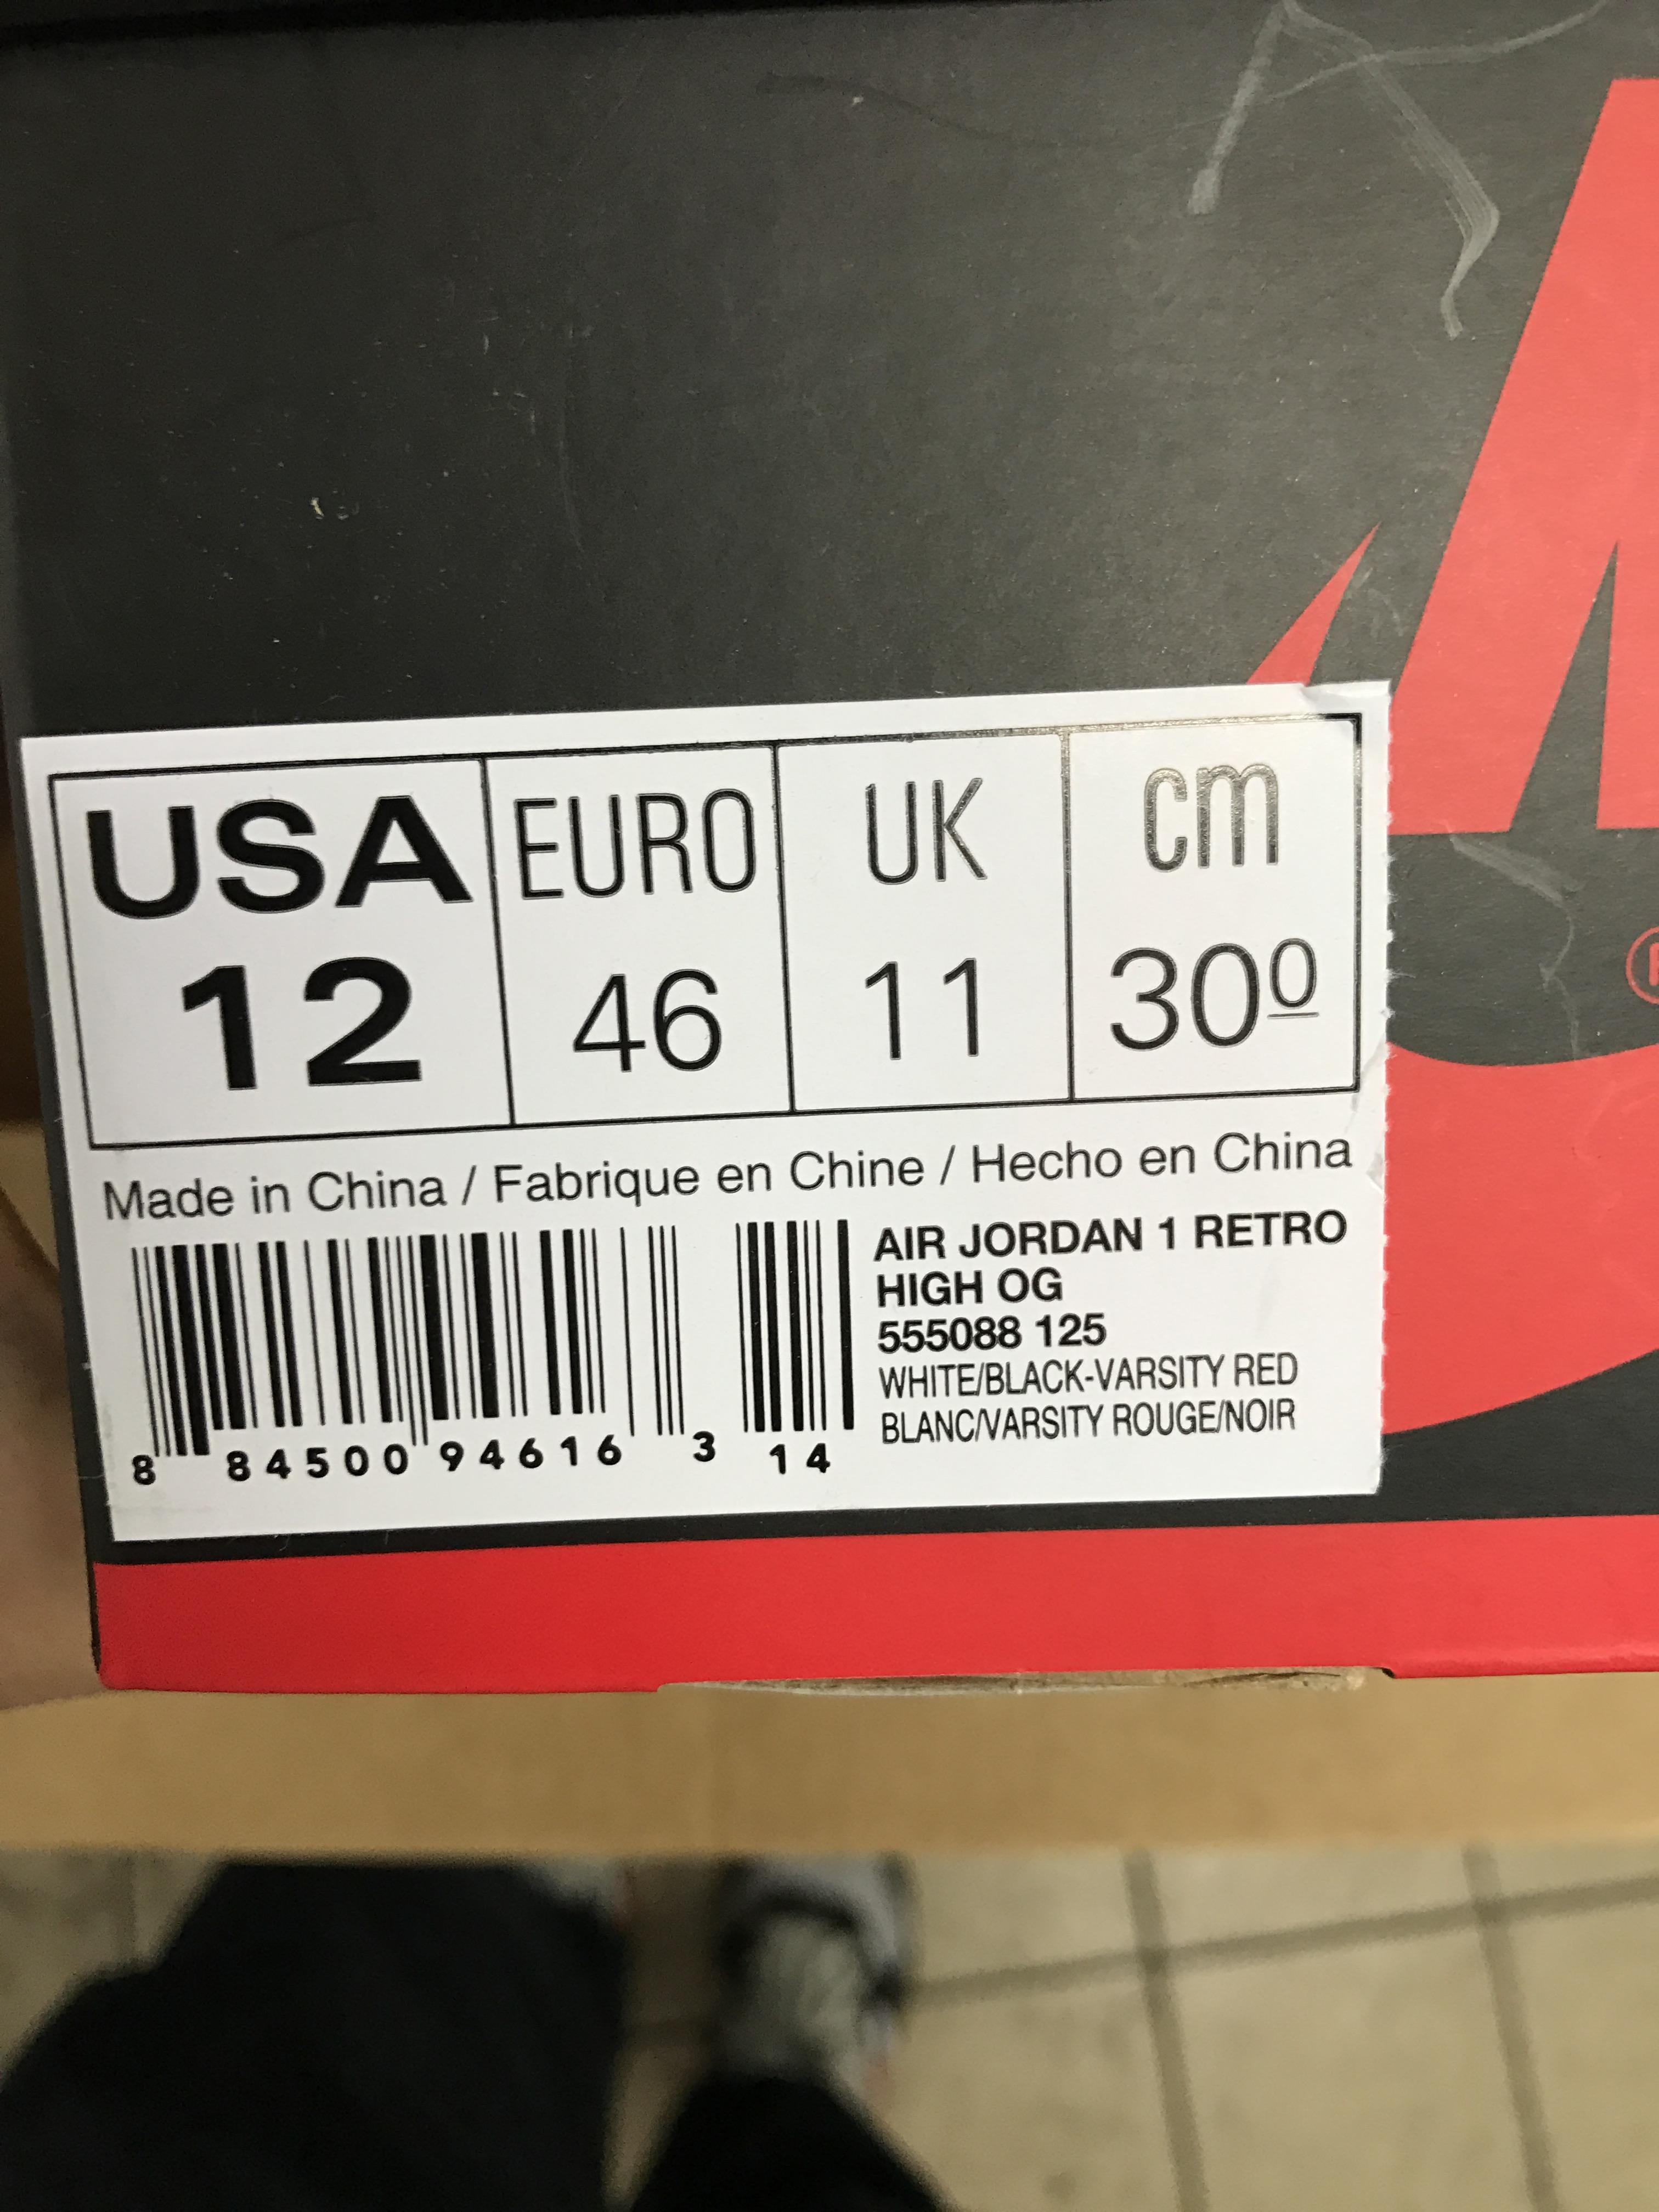 USA EURO UK cm
12 46 11 30º
Made in China / Fabrique en Chine / Hecho en China
AIR JORDAN 1 RETRO
HIGH OG
555088 125
WHITE/BLACK-VARSITY RED
BLANC/VARSITY ROUGE/NOIR
8 84500 94616 3 14